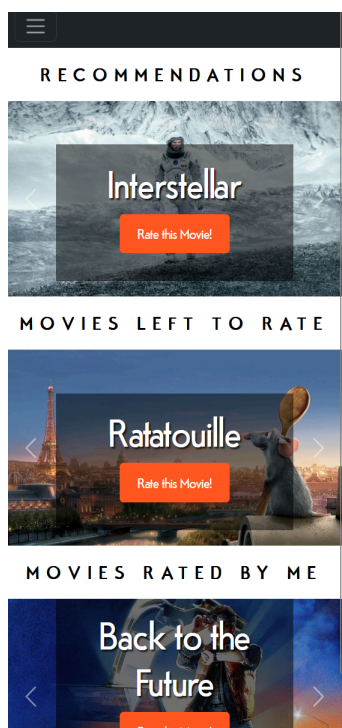 RECOMMENDATIONS
Interstellar
Rate this Movie!
MOVIES LEFT TO RATE
Ratatouille
Rate this Movie!
MOVIES RATED BY ME
Back to the
Future